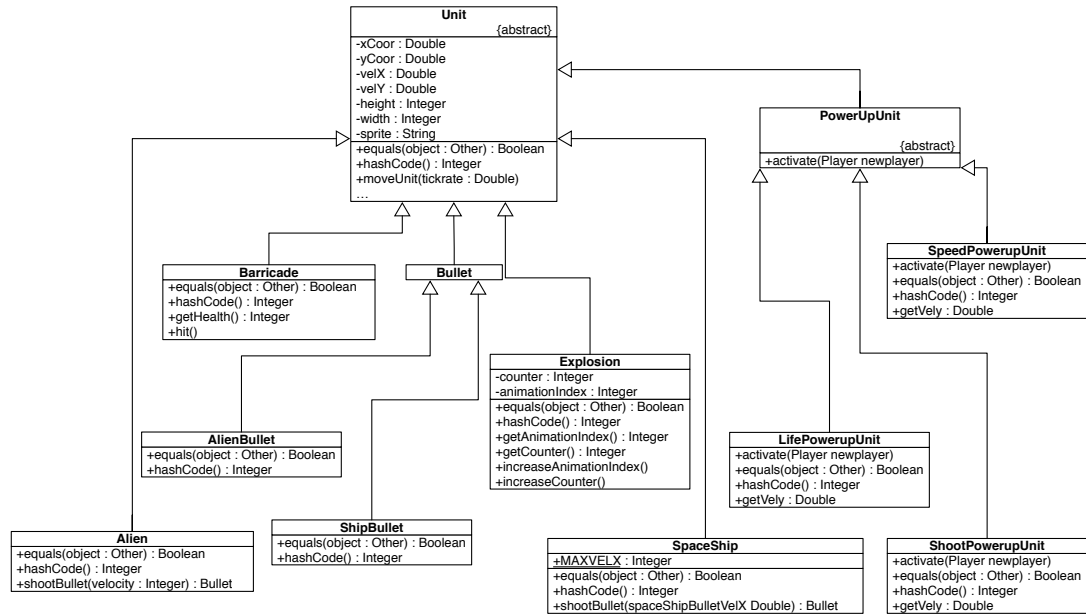 Unit
{abstract}
-xCoor : Double
-yCoor : Double
-velX : Double
-velY : Double
-height : Integer
-width : Integer
-sprite : String
+equals(object : Other) : Boolean
+hashCode() : Integer
+moveUnit(tickrate : Double)
...
PowerUpUnit
{abstract}
+activate(Player newplayer)
SpeedPowerupUnit
+activate(Player newplayer)
+equals(object : Other) : Boolean
+hashCode() : Integer
+getVely : Double
Barricade
+equals(object : Other) : Boolean
+hashCode() : Integer
+getHealth() : Integer
+hit()
Bullet
Explosion
-counter : Integer
-animationIndex : Integer
+equals(object : Other) : Boolean
+hashCode() : Integer
+getAnimationIndex() : Integer
+getCounter() : Integer
+increaseAnimationIndex()
+increaseCounter()
AlienBullet
+equals(object : Other) : Boolean
+hashCode() : Integer
LifePowerupUnit
+activate(Player newplayer)
+equals(object : Other) : Boolean
+hashCode() : Integer
+getVely : Double
Alien
+equals(object : Other) : Boolean
+hashCode() : Integer
+shootBullet(velocity : Integer) : Bullet
ShipBullet
+equals(object : Other) : Boolean
+hashCode() : Integer
SpaceShip
+MAXVELX : Integer
+equals(object : Other) : Boolean
+hashCode() : Integer
+shootBullet(spaceShipBulletVelX Double) : Bullet
ShootPowerupUnit
+activate(Player newplayer)
+equals(object : Other) : Boolean
+hashCode() : Integer
+getVely : Double